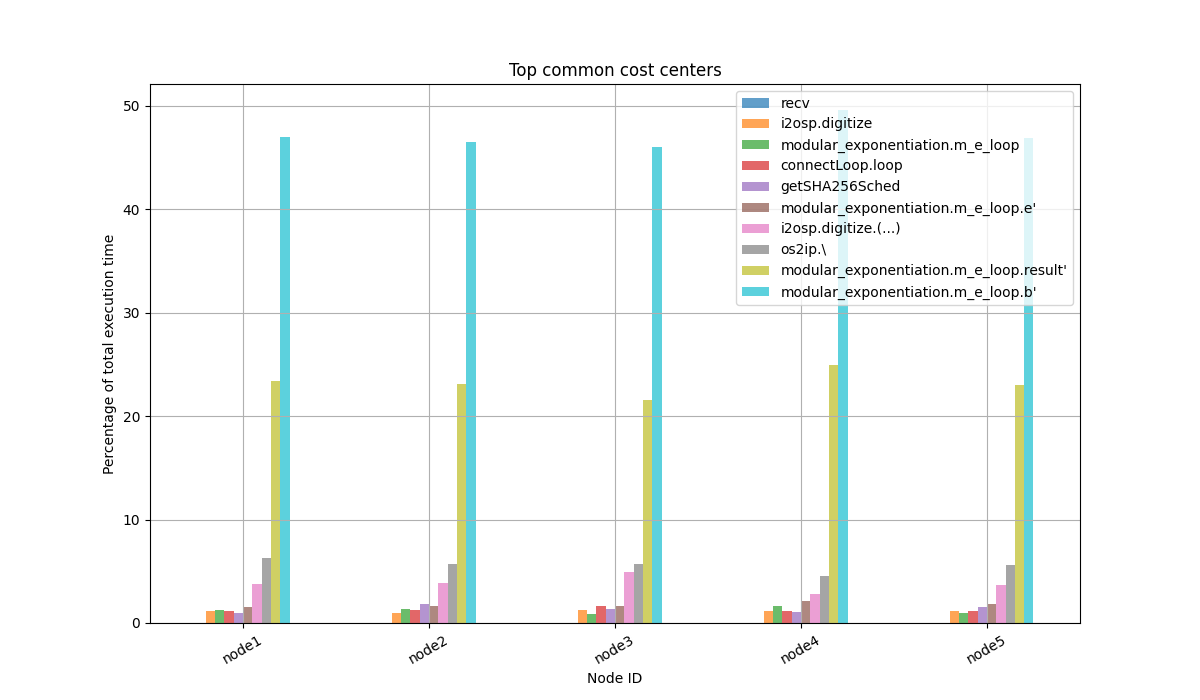 Top common cost centers
50
40
30
20
10
0
Percentage of total execution time
recv
i2osp.digitize
modular_exponentiation.m_e_loop
connectLoop.loop
getSHA256Sched
modular_exponentiation.m_e_loop.e'
i2osp.digitize.(...)
os2ip.\
modular_exponentiation.m_e_loop.result'
modular_exponentiation.m_e_loop.b'
node1
node2
node3
node4
node5
Node ID